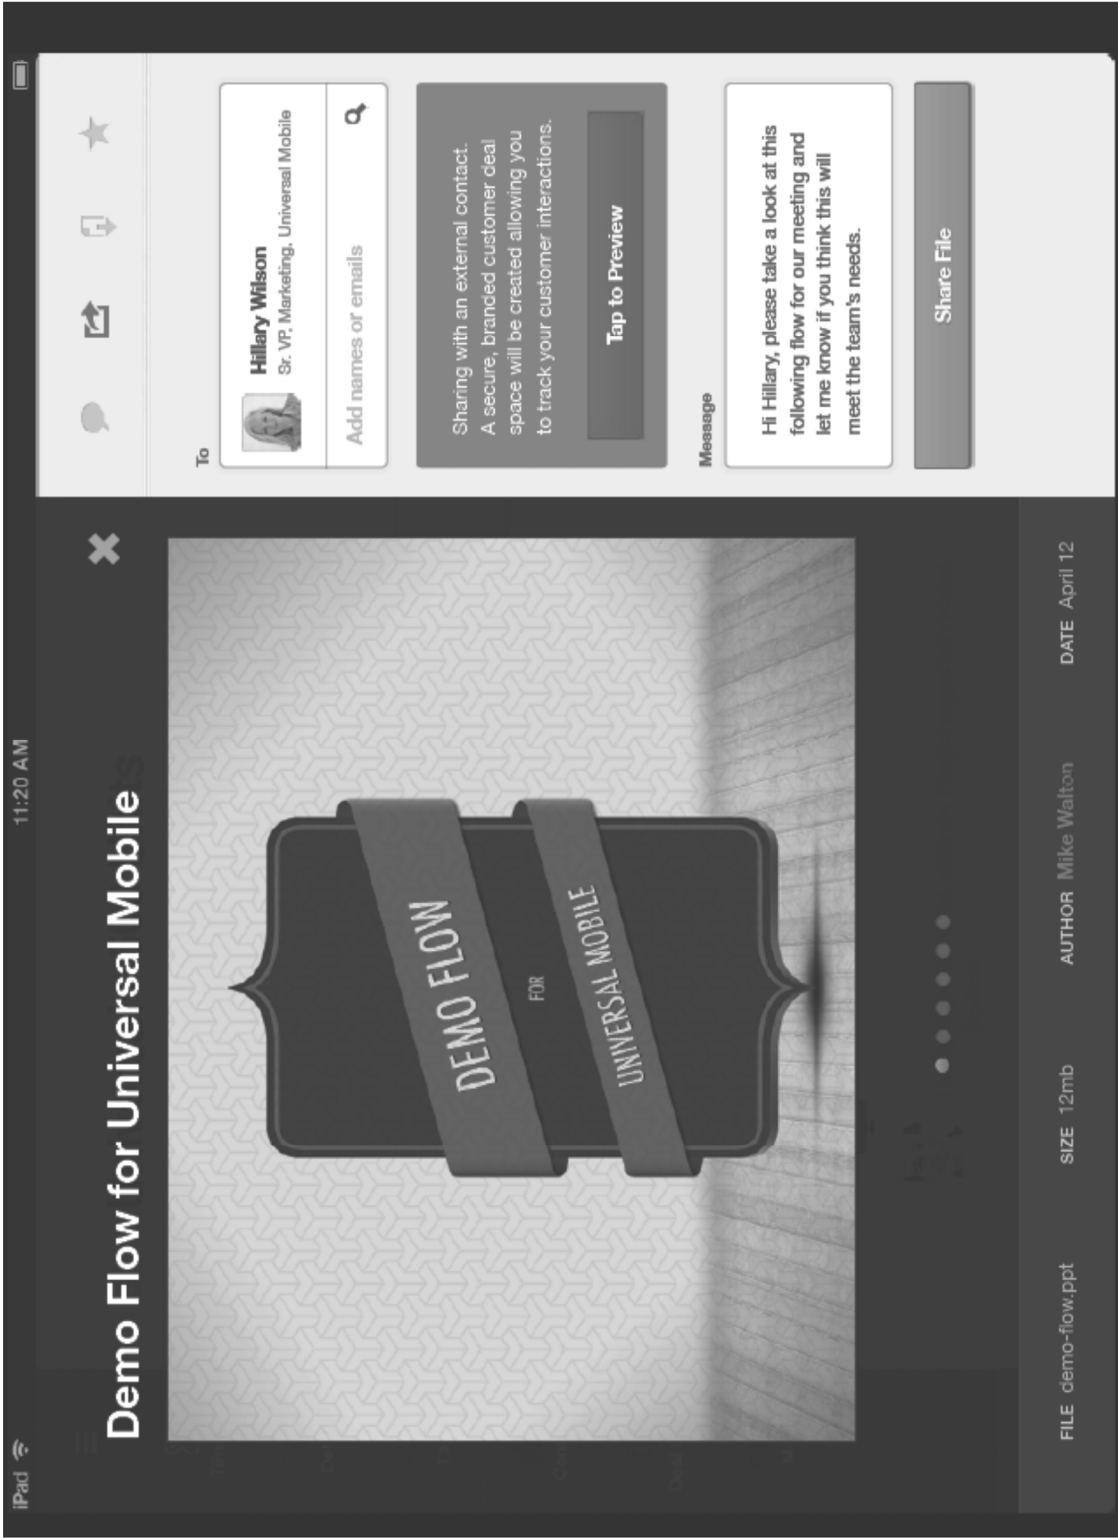 iPad
11:20 AM
Demo Flow for Universal Mobile
DEMO FLOW
FOR
UNIVERSAL MOBILE
FILE demo-flow.ppt
SIZE 12mb
AUTHOR Mike Walton
DATE April 12
To
Hillary Wilson
Sr. VP, Marketing, Universal Mobile
Add names or emails
Sharing with an external contact.
A secure, branded customer deal
space will be created allowing you
to track your customer interactions.
Tap to Preview
Message
Hi Hillary, please take a look at this
following flow for our meeting and
let me know if you think this will
meet the team's needs.
Share File